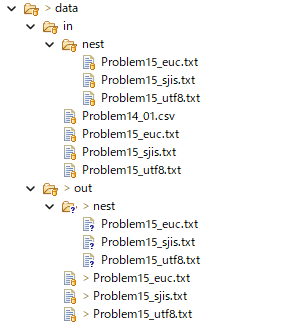 > data
in
nest
Problem15_euc.txt
Problem15_sjis.txt
Problem15_utf8.txt
Problem14_01.csv
Problem15_euc.txt
Problem15_sjis.txt
Problem15_utf8.txt
> out
> nest
Problem15_euc.txt
Problem15_sjis.txt
Problem15_utf8.txt
> Problem15_euc.txt
> Problem15_sjis.txt
> Problem15_utf8.txt